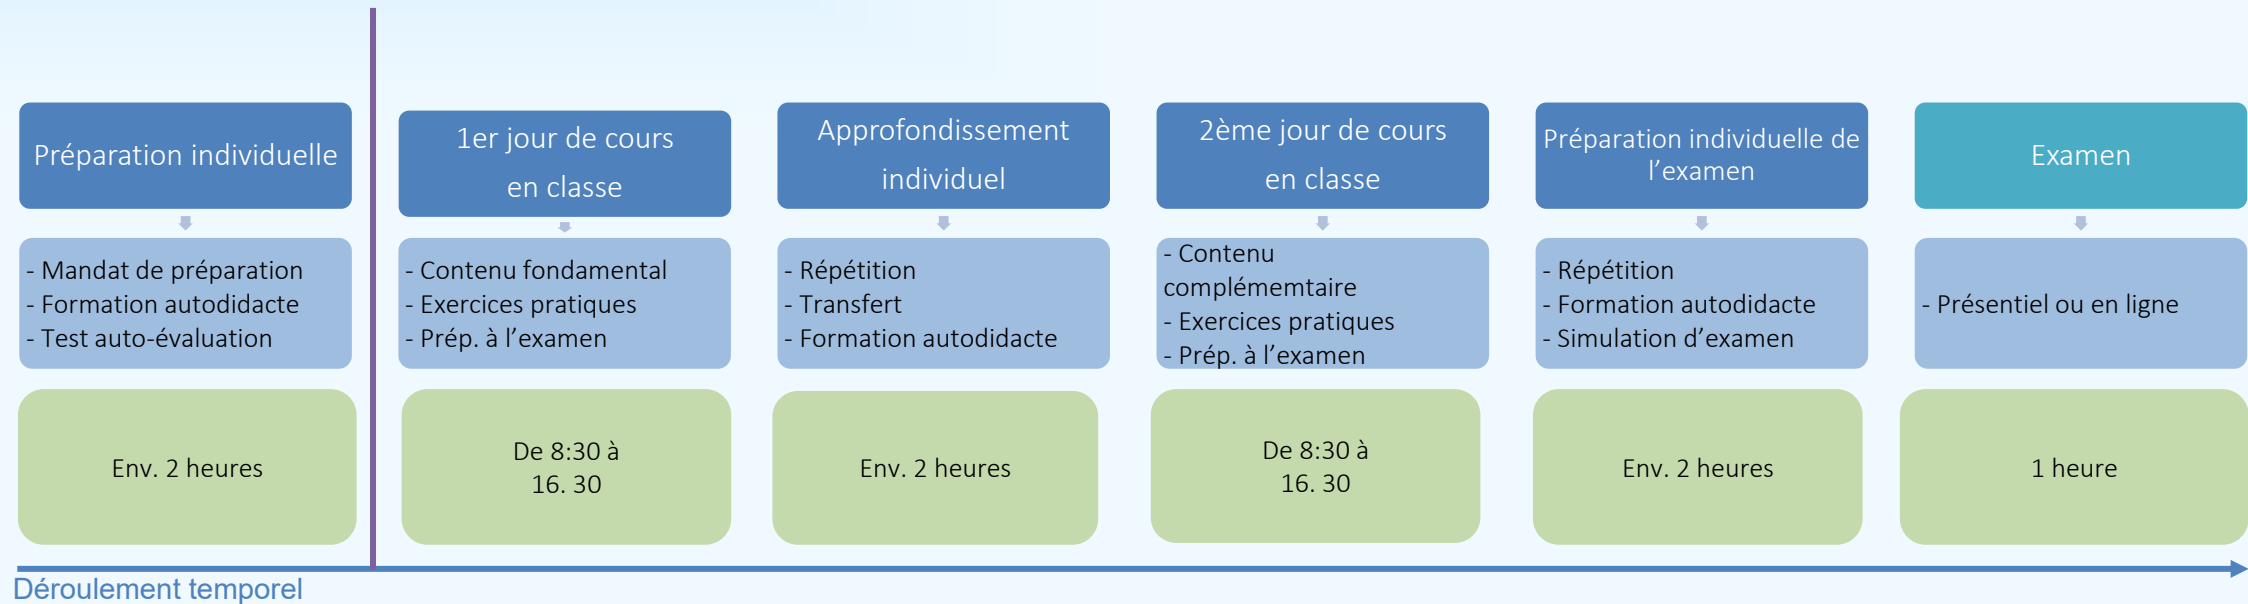 Préparation individuelle
1er jour de cours
en classe
Approfondissement
individuel
2ème jour de cours
en classe
Préparation individuelle de
l’examen
Examen
- Mandat de préparation
- Formation autodidacte
- Test auto-évaluation
- Contenu fondamental
- Exercices pratiques
- Prép. à l’examen
- Répétition
- Transfert
- Formation autodidacte
- Contenu
complémemtaire
- Exercices pratiques
- Prép. à l’examen
- Répétition
- Formation autodidacte
- Simulation d’examen
- Présentiel ou en ligne
Env. 2 heures
De 8:30 à
16. 30
Env. 2 heures
De 8:30 à
16. 30
Env. 2 heures
1 heure
Déroulement temporel